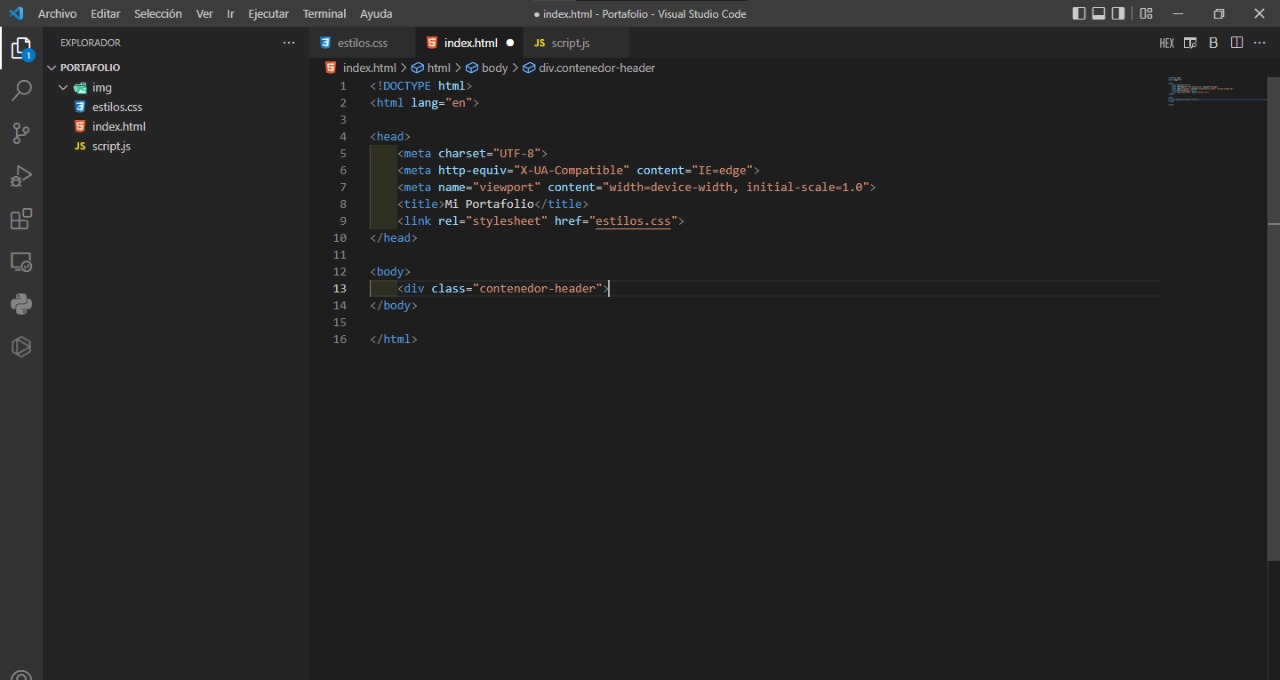 Archivo Editar Selección Ver Ir Ejecutar Terminal Ayuda
● index.html - Portafolio - Visual Studio Code
EXPLORADOR
1
PORTAFOLIO
img
estilos.css
index.html
JS script.js
estilos.css
index.html
JS script.js
HEX
B
index.html > html > body > div.contenedor-header
1 <!DOCTYPE html>
2 <html lang="en">
3
4 <head>
5 <meta charset="UTF-8">
6 <meta http-equiv="X-UA-Compatible" content="IE=edge">
7 <meta name="viewport" content="width=device-width, initial-scale=1.0">
8 <title>Mi Portafolio</title>
9 <link rel="stylesheet" href="estilos.css">
10 </head>
11
12 <body>
13 <div class="contenedor-header">
14 </body>
15
16 </html>